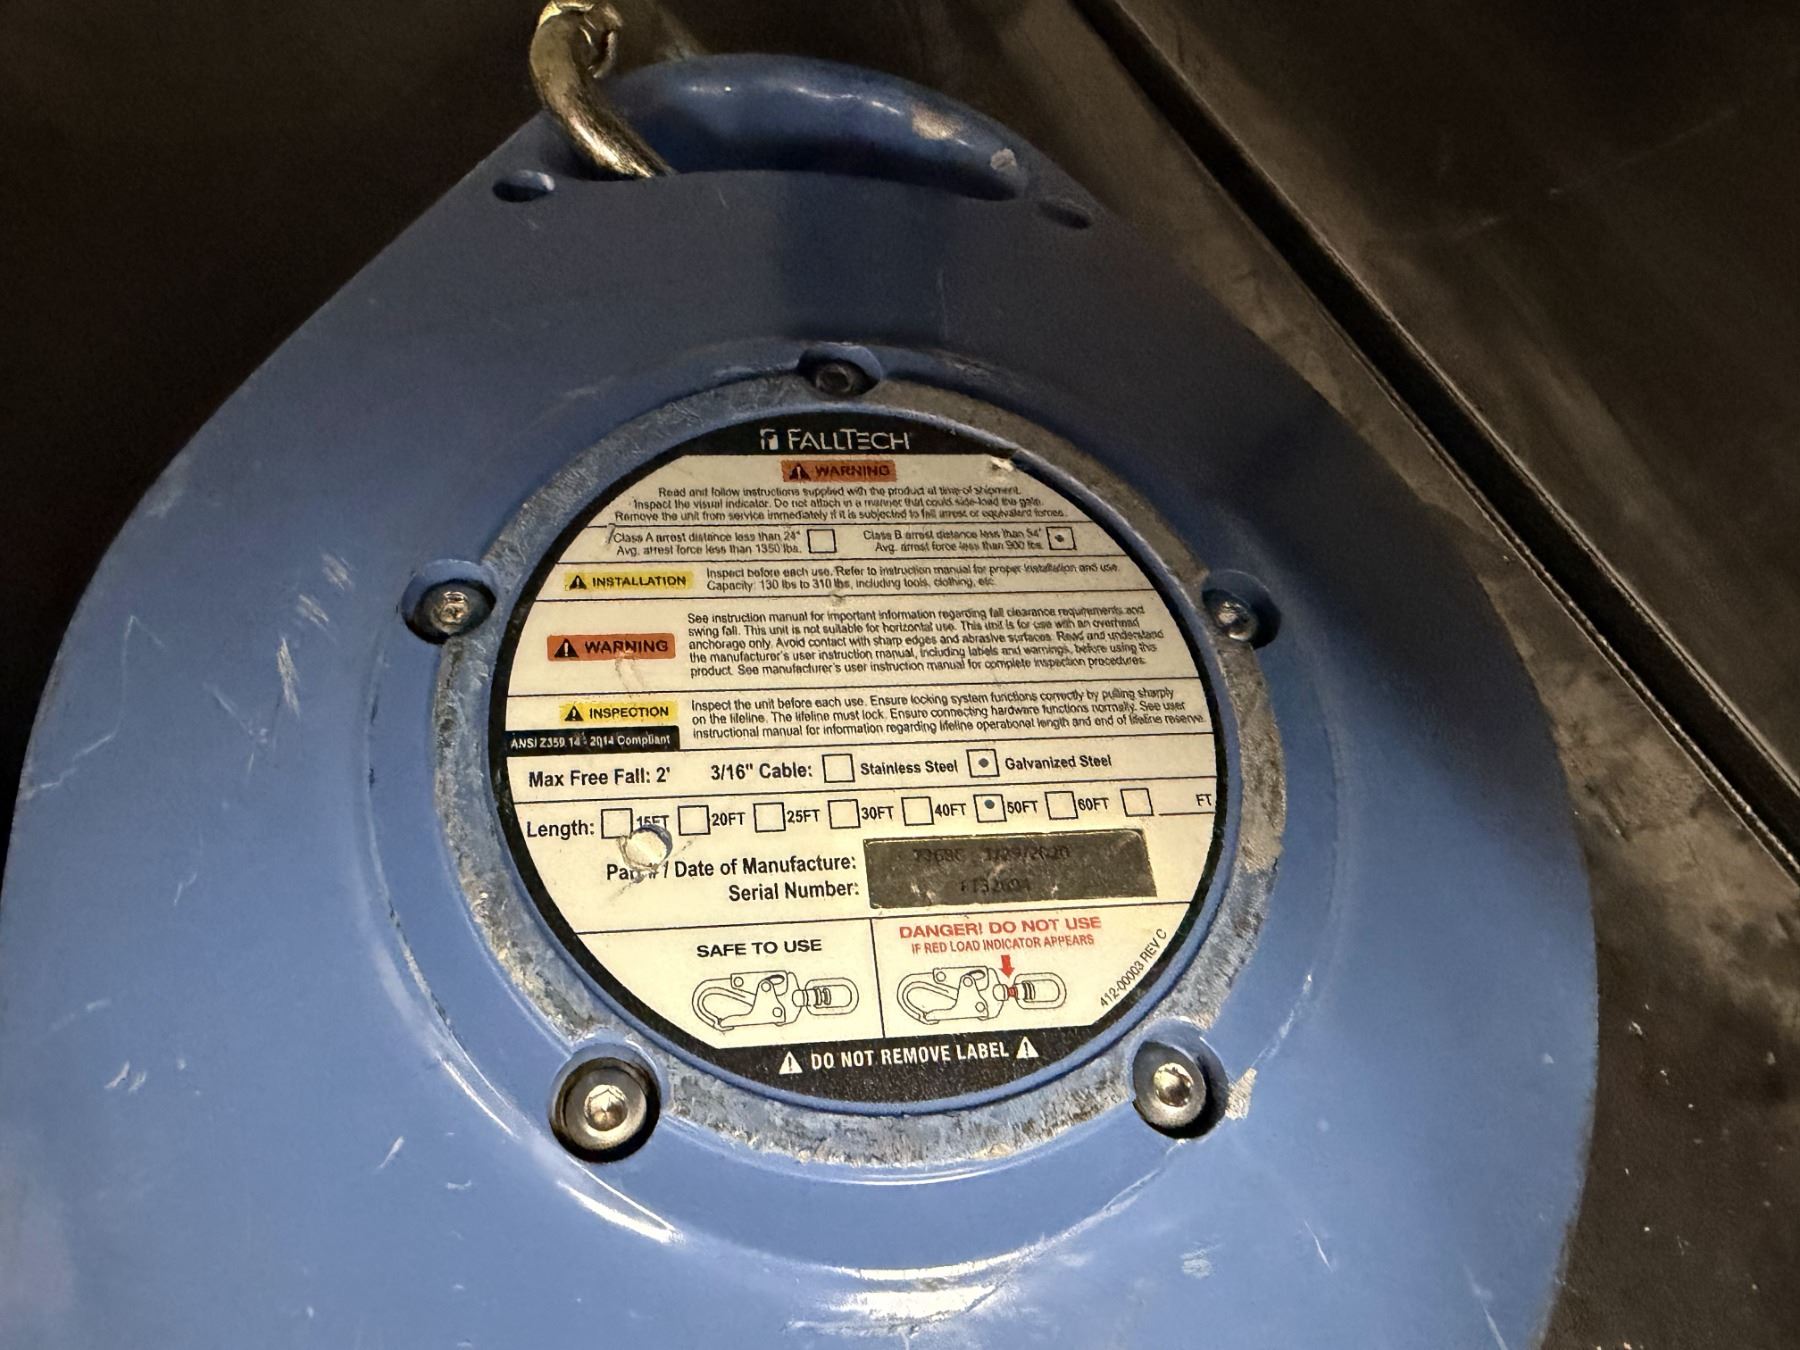 FALLTECH
WARNING
Read and follow instructions supplied with the product at time of shipment.
Inspect the visual indicator. Do not attach in a manner that could side-load the gate.
Remove the unit from service immediately if it is subjected to fall arrest or equivalent forces.
Class A arrest distance less than 24"
Avg. arrest force less than 1350 lbs.
Class B arrest distance less than 54"
Avg. arrest force less than 900 lbs.
INSTALLATION
Inspect before each use. Refer to instruction manual for proper installation and use.
Capacity: 130 lbs to 310 lbs, including tools, clothing, etc.
WARNING
See instruction manual for important information regarding fall clearance requirements and
swing fall. This unit is not suitable for horizontal use. This unit is for use with an overhead
anchorage only. Avoid contact with sharp edges and abrasive surfaces. Read and understand
the manufacturer's user instruction manual, including labels and warnings, before using this
product. See manufacturer's user instruction manual for complete inspection procedures.
INSPECTION
Inspect the unit before each use. Ensure locking system functions correctly by pulling sharply
on the lifeline. The lifeline must lock. Ensure connecting hardware functions normally. See user
instructional manual for information regarding lifeline operational length and end of lifeline reserve.
ANSI Z359.14 - 2014 Compliant
Max Free Fall: 2' 3/16" Cable: Stainless Steel Galvanized Steel
Length: 15FT 20FT 25FT 30FT 40FT 50FT 60FT ____ FT
Part # / Date of Manufacture:
Serial Number:
SAFE TO USE
DANGER! DO NOT USE
IF RED LOAD INDICATOR APPEARS
412-00003 REV C
DO NOT REMOVE LABEL